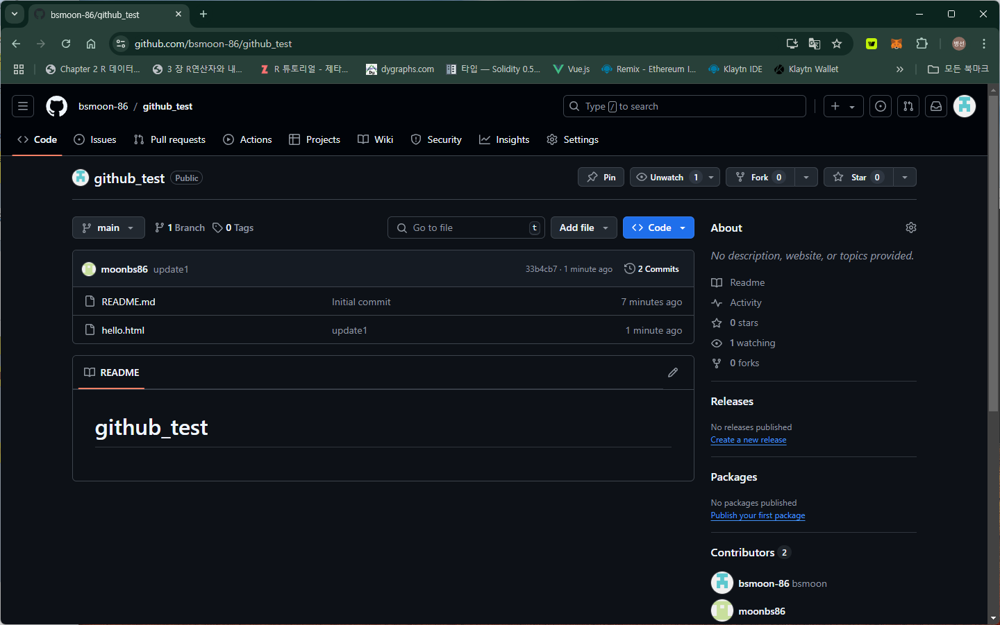 bsmoon-86/github_test
github.com/bsmoon-86/github_test
병선
Chapter 2 R 데이터...
3 장 R연산자와 내...
R 튜토리얼 - 제타...
dygraphs.com
타입 — Solidity 0.5...
Vue.js
Remix - Ethereum I...
Klaytn IDE
Klaytn Wallet
»
모든 북마크
bsmoon-86 / github_test
Type / to search
Code
Issues
Pull requests
Actions
Projects
Wiki
Security
Insights
Settings
github_test Public
Pin
Unwatch 1
Fork 0
Star 0
main
1 Branch
0 Tags
Go to file t
Add file
Code
moonbs86 update1
33b4cb7 · 1 minute ago
2 Commits
README.md Initial commit 7 minutes ago
hello.html update1 1 minute ago
README
github_test
About
No description, website, or topics provided.
Readme
Activity
0 stars
1 watching
0 forks
Releases
No releases published
Create a new release
Packages
No packages published
Publish your first package
Contributors 2
bsmoon-86 bsmoon
moonbs86